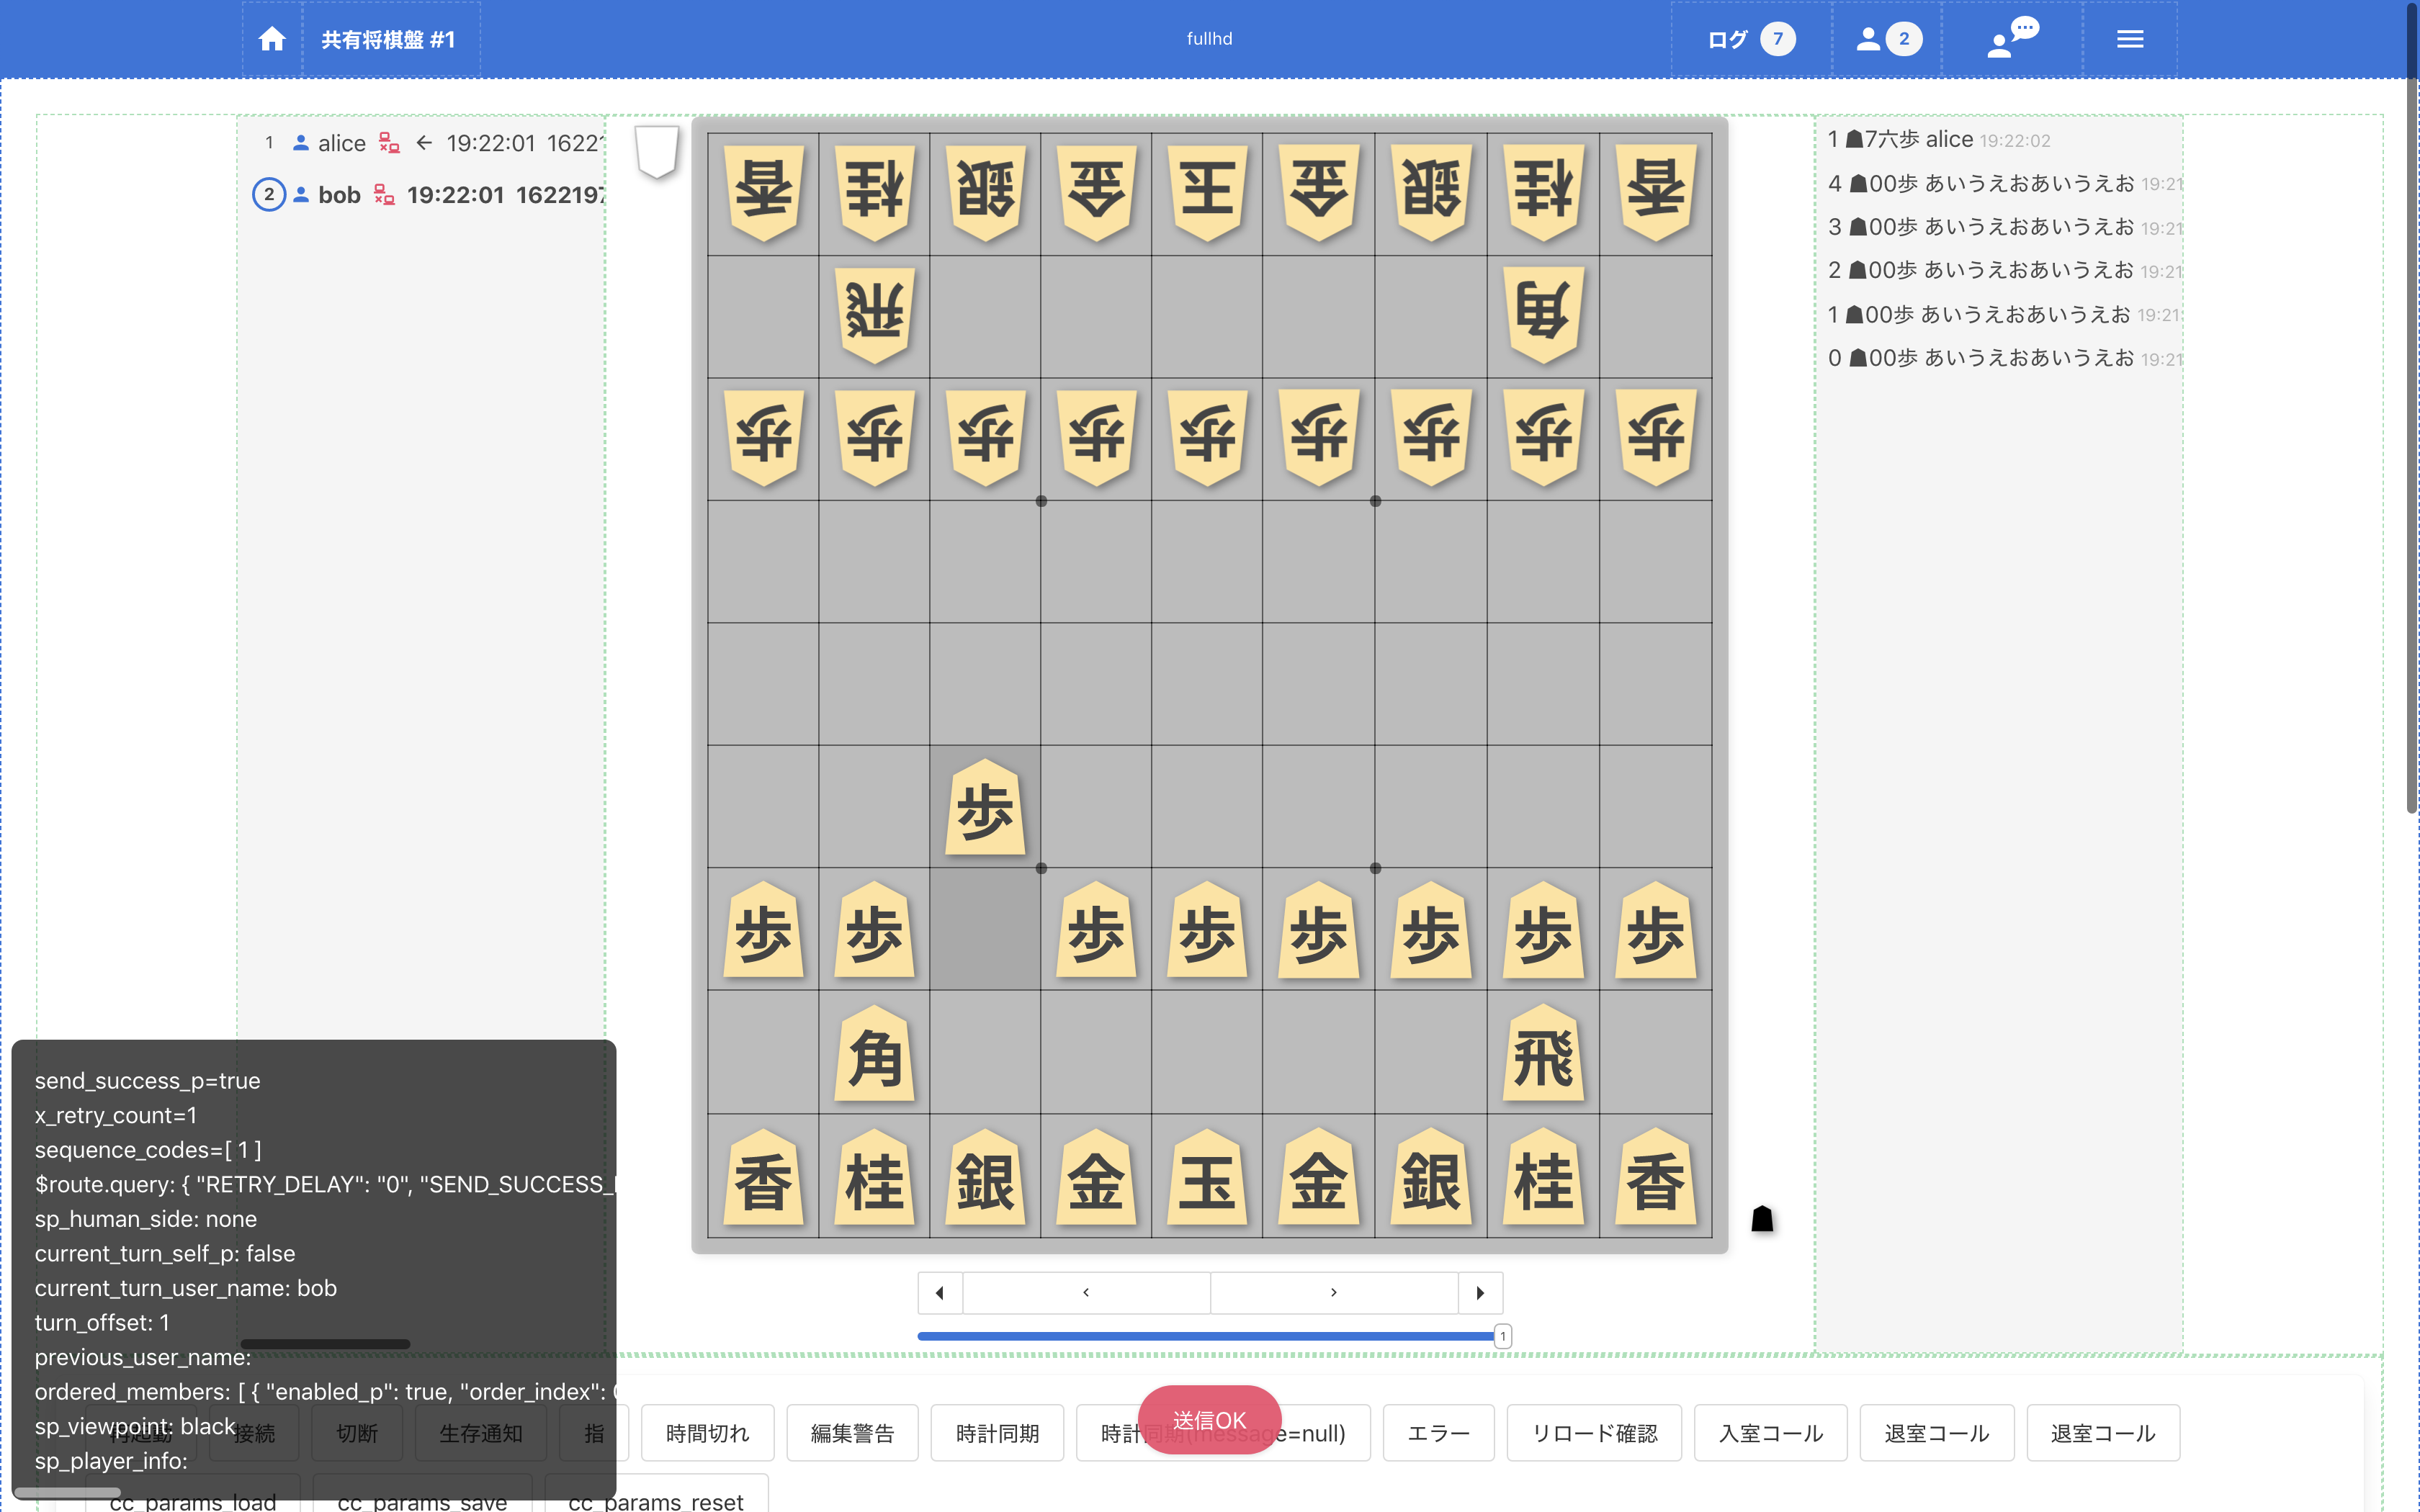 共有将棋盤 #1
fullhd
ログ 7
2
1 alice ← 19:22:01 1622
2 bob 19:22:01 162219
香 桂 銀 金 玉 金 銀 桂 香
飛 角
歩 歩 歩 歩 歩 歩 歩 歩 歩
歩
歩 歩 歩 歩 歩 歩 歩 歩
角 飛
香 桂 銀 金 玉 金 銀 桂 香
1
1 ☗7六歩 alice 19:22:02
4 ☗00歩 あいうえおあいうえお 19:21
3 ☗00歩 あいうえおあいうえお 19:21
2 ☗00歩 あいうえおあいうえお 19:21
1 ☗00歩 あいうえおあいうえお 19:21
0 ☗00歩 あいうえおあいうえお 19:21
send_success_p=true
x_retry_count=1
sequence_codes=[ 1 ]
$route.query: { "RETRY_DELAY": "0", "SEND_SUCCESS_
sp_human_side: none
current_turn_self_p: false
current_turn_user_name: bob
turn_offset: 1
previous_user_name:
ordered_members: [ { "enabled_p": true, "order_index":
sp_viewpoint: black
sp_player_info:
再起動 接続 切断 生存通知 指 時間切れ 編集警告 時計同期 時計同期(message=null) エラー リロード確認 入室コール 退室コール 退室コール
送信OK
cc_params_load cc_params_save cc_params_reset